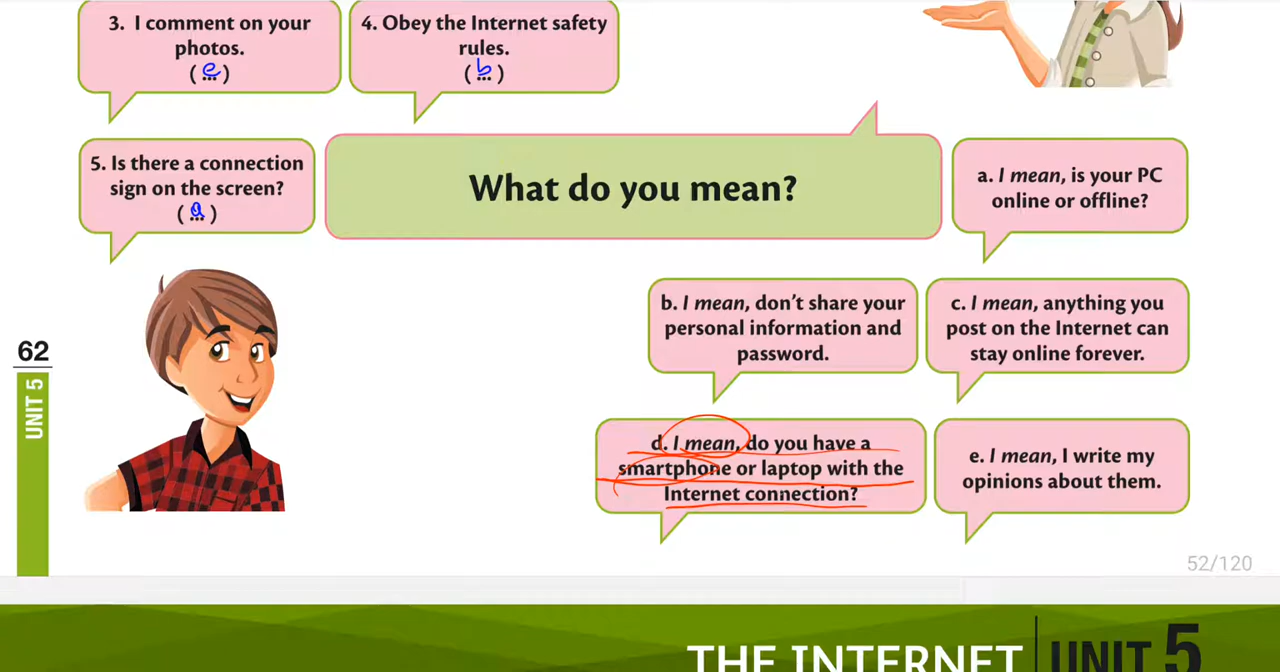 3. I comment on your
photos.
(e)
4. Obey the Internet safety
rules.
(b)
5. Is there a connection
sign on the screen?
(a)
What do you mean?
a. I mean, is your PC
online or offline?
b. I mean, don't share your
personal information and
password.
c. I mean, anything you
post on the Internet can
stay online forever.
d. I mean, do you have a
smartphone or laptop with the
Internet connection?
e. I mean, I write my
opinions about them.
62
UNIT 5
52/120
THE INTERNET UNIT 5